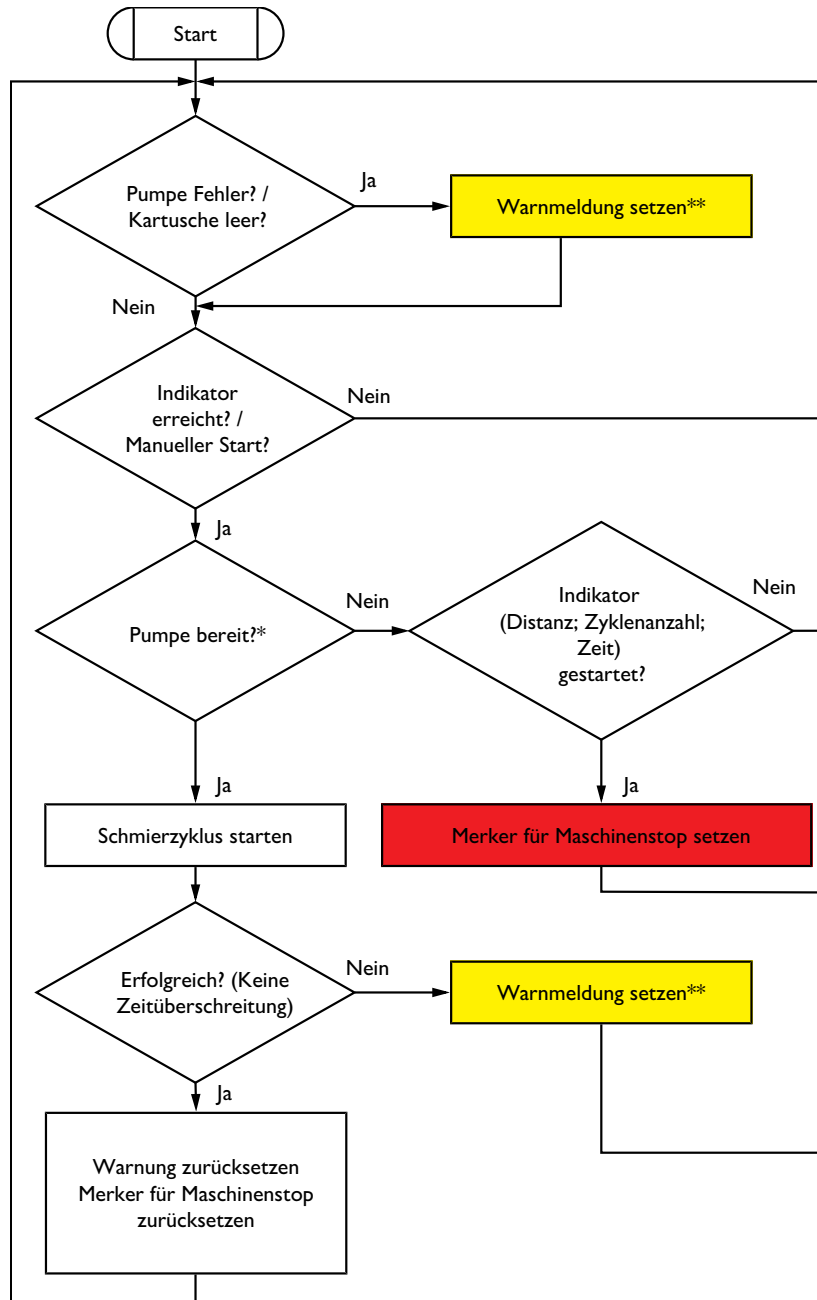 Start
Pumpe Fehler? /
Kartusche leer?
Ja
Warnmeldung setzen**
Nein
Indikator
erreicht? /
Manueller Start?
Nein
Ja
Pumpe bereit?*
Nein
Indikator
(Distanz; Zyklenanzahl;
Zeit)
gestartet?
Nein
Ja
Schmierzyklus starten
Ja
Merker für Maschinenstop setzen
Erfolgreich? (Keine
Zeitüberschreitung)
Nein
Warnmeldung setzen**
Ja
Warnung zurücksetzen
Merker für Maschinenstop
zurücksetzen